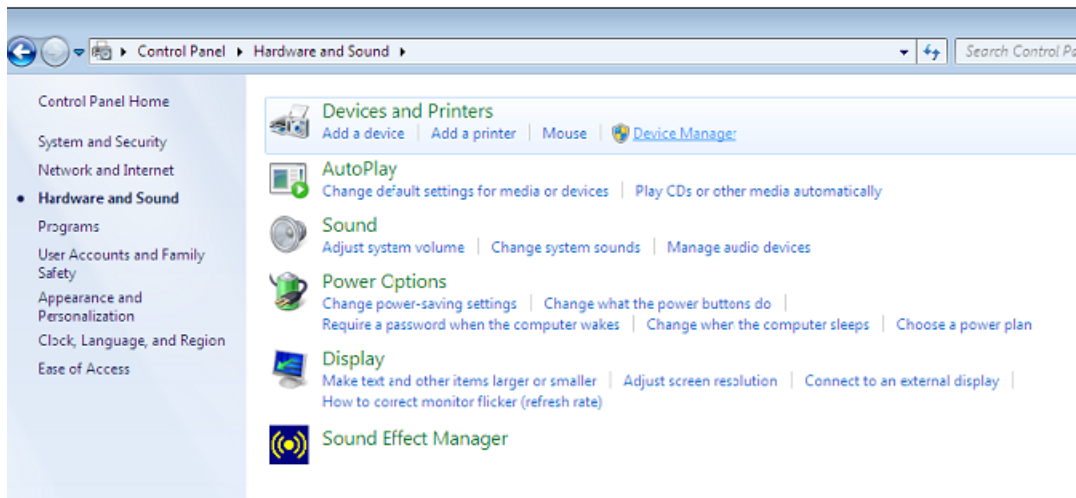 Control Panel Hardware and Sound Search Control Pa
Control Panel Home
System and Security
Network and Internet
Hardware and Sound
Programs
User Accounts and Family
Safety
Appearance and
Personalization
Clock, Language, and Region
Ease of Access
Devices and Printers
Add a device Add a printer Mouse Device Manager
AutoPlay
Change default settings for media or devices Play CDs or other media automatically
Sound
Adjust system volume Change system sounds Manage audio devices
Power Options
Change power-saving settings Change what the power buttons do
Require a password when the computer wakes Change when the computer sleeps Choose a power plan
Display
Make text and other items larger or smaller Adjust screen resolution Connect to an external display
How to correct monitor flicker (refresh rate)
Sound Effect Manager